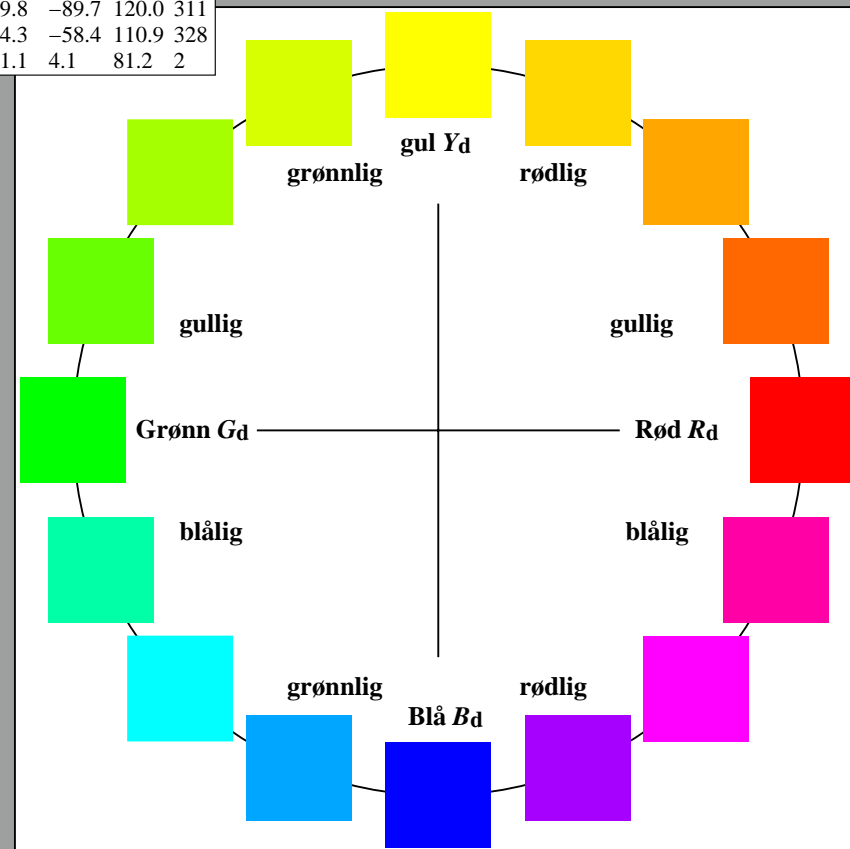 9.8 −89.7 120.0 311
4.3 −58.4 110.9 328
1.1 4.1 81.2 2
gul Yd
grønnlig rødlig
gullig gullig
Grønn Gd Rød Rd
blålig blålig
grønnlig rødlig
Blå Bd